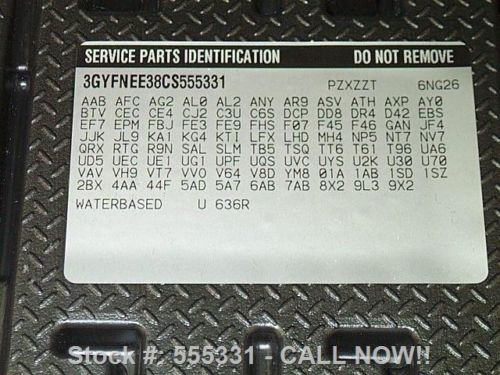 SERVICE PARTS IDENTIFICATION DO NOT REMOVE
3GYFNEE38CS555331 PZXZZT 6NG26
AAB AFC AG2 AL0 AL2 ANY AR9 ASV ATH AXP AY0
BTV CEC CE4 CJ2 C3U C6S DCP DD8 DR4 D42 EBS
EF7 EPM FBJ FE3 FE9 FHS F07 F45 F46 GAN JF4
JUK JL9 KA1 KG4 KTI LFX LHD MH4 NP5 NT7 NV7
QRX RTG R9N SAL SLM TB5 TSQ TT6 T61 T96 UA6
UD5 UEC UE1 UG1 UPF UQS UVC UYS U2K U30 U70
VAV VH9 VT7 VV0 V64 V8D YM8 01A 1AB 1SD 1SZ
2BX 4AA 44F 5AD 5A7 6AB 7AB 8X2 9L3 9X2
WATERBASED U 636R
Stock #: 555331 - CALL NOW!!